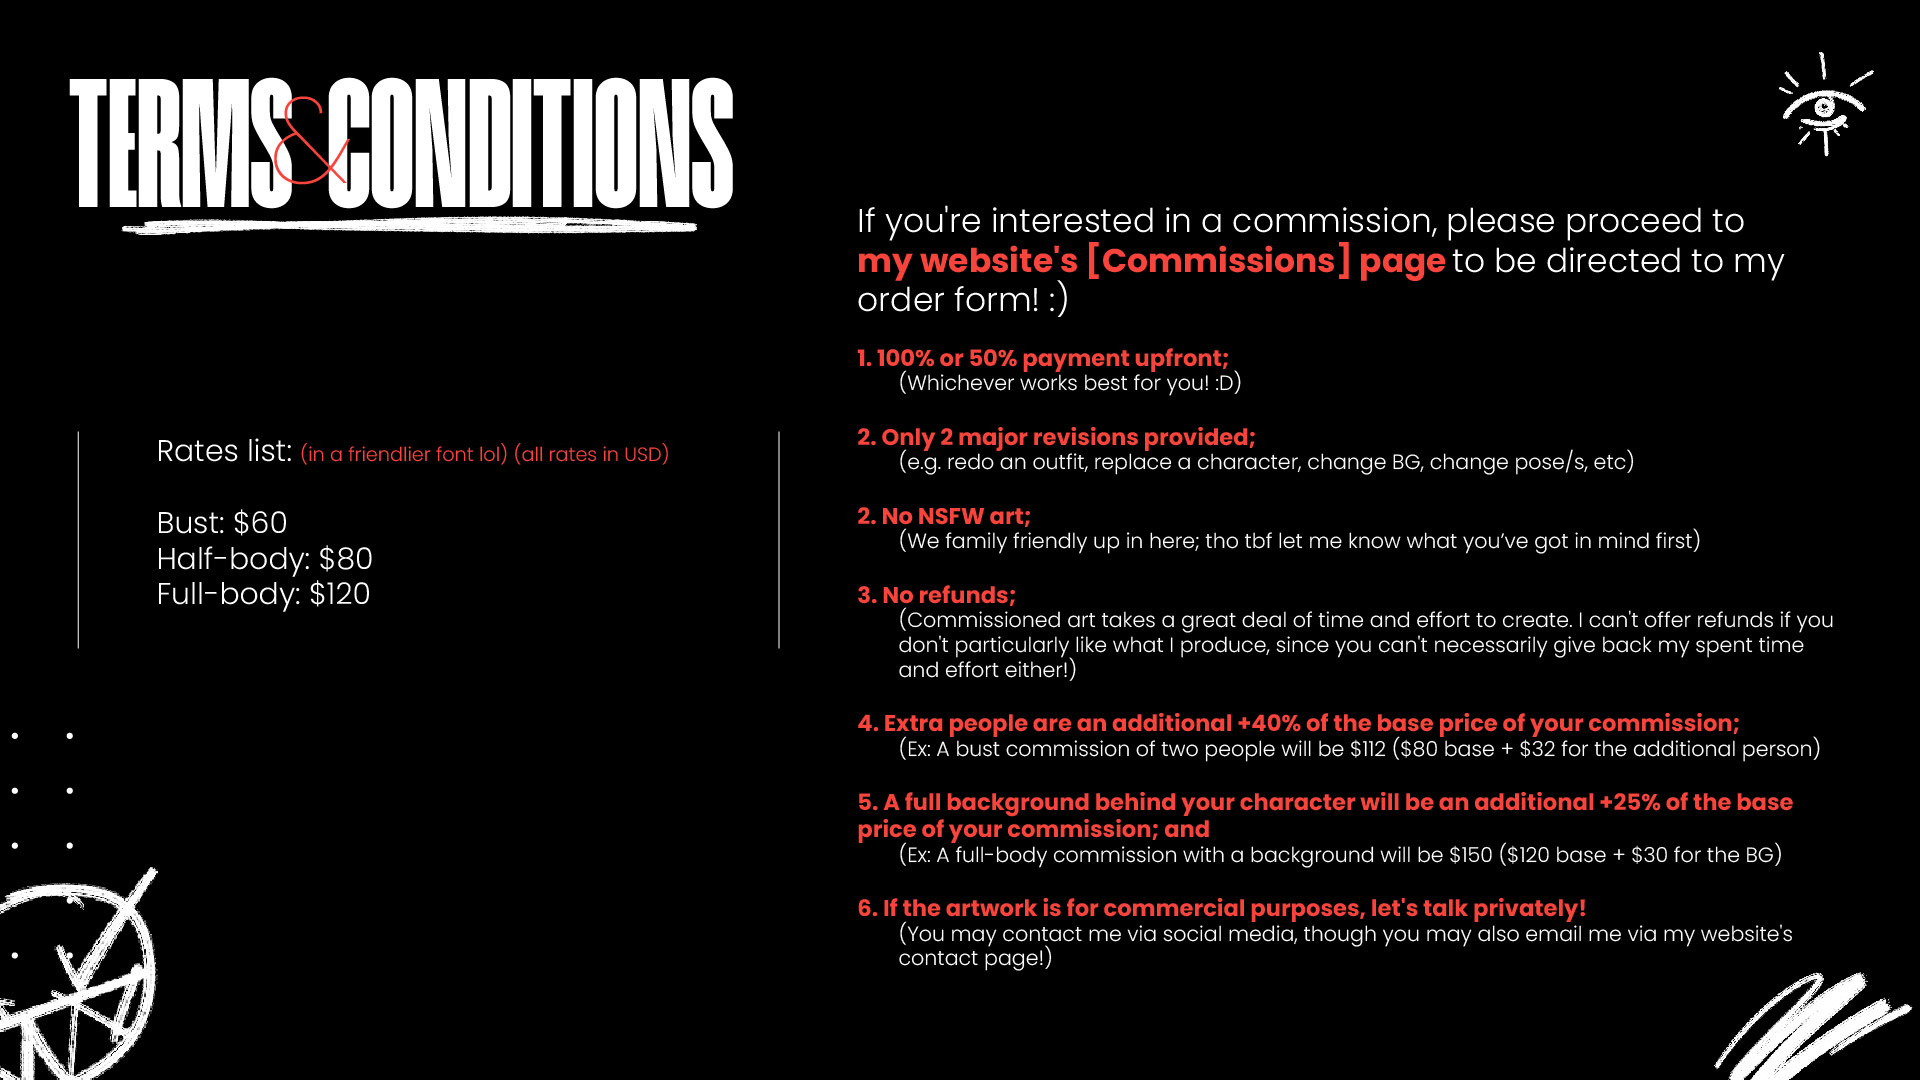 TERMS & CONDITIONS
If you're interested in a commission, please proceed to
my website's [Commissions] page to be directed to my
order form! :)
Rates list: (in a friendlier font lol) (all rates in USD)
Bust: $60
Half-body: $80
Full-body: $120
1. 100% or 50% payment upfront;
(Whichever works best for you! :D)
2. Only 2 major revisions provided;
(e.g. redo an outfit, replace a character, change BG, change pose/s, etc)
2. No NSFW art;
(We family friendly up in here; tho tbf let me know what you’ve got in mind first)
3. No refunds;
(Commissioned art takes a great deal of time and effort to create. I can't offer refunds if you
don't particularly like what I produce, since you can't necessarily give back my spent time
and effort either!)
4. Extra people are an additional +40% of the base price of your commission;
(Ex: A bust commission of two people will be $112 ($80 base + $32 for the additional person)
5. A full background behind your character will be an additional +25% of the base
price of your commission; and
(Ex: A full-body commission with a background will be $150 ($120 base + $30 for the BG)
6. If the artwork is for commercial purposes, let's talk privately!
(You may contact me via social media, though you may also email me via my website's
contact page!)